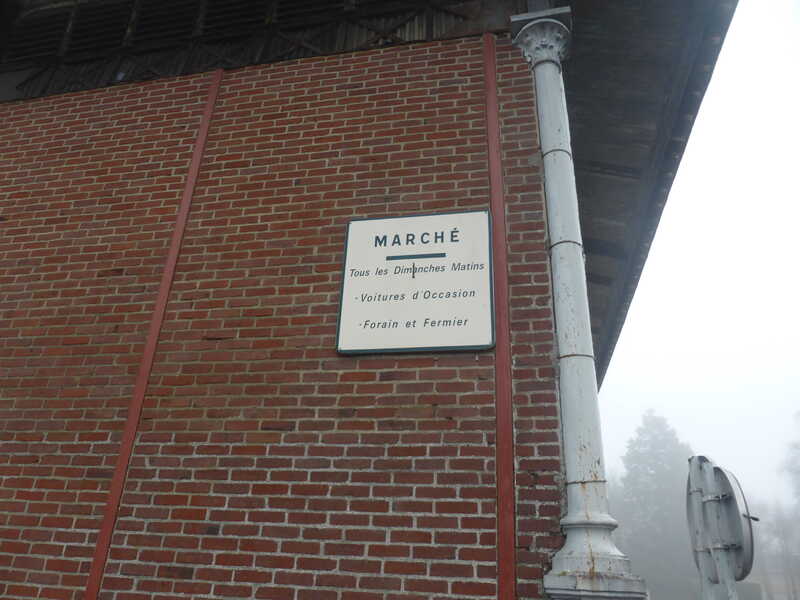 MARCHÉ
Tous les Dimanches Matins
-Voitures d'Occasion
-Forain et Fermier